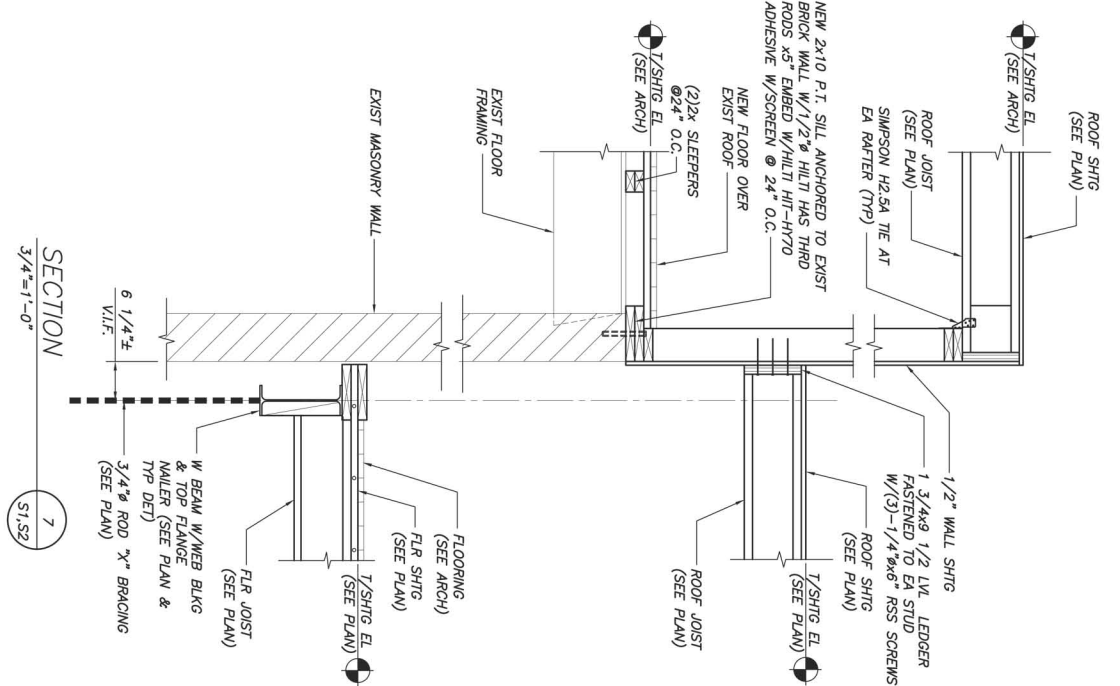 ROOF SHTG
(SEE PLAN)
T/SHTG EL
(SEE ARCH)
ROOF JOIST
(SEE PLAN)
SIMPSON H2.5A TIE AT
EA RAFTER (TYP)
NEW 2x10 P.T. SILL ANCHORED TO EXIST
BRICK WALL W/1/2"ø HILTI HAS THRD
RODS x5" EMBED W/HILTI HIT-HY70
ADHESIVE W/SCREEN @ 24" O.C.
T/SHTG EL
(SEE ARCH)
NEW FLOOR OVER
EXIST ROOF
(2)2x SLEEPERS
@24" O.C.
EXIST FLOOR
FRAMING
EXIST MASONRY WALL
1/2" WALL SHTG
1 3/4x9 1/2 LVL LEDGER
FASTENED TO EA STUD
W/(3)-1/4"øx6" RSS SCREWS
ROOF SHTG
(SEE PLAN)
T/SHTG EL
(SEE PLAN)
ROOF JOIST
(SEE PLAN)
FLOORING
(SEE ARCH)
FLR SHTG
(SEE PLAN)
T/SHTG EL
(SEE PLAN)
FLR JOIST
(SEE PLAN)
W BEAM W/WEB BLKG
& TOP FLANGE
NAILER (SEE PLAN &
TYP DET)
3/4"ø ROD "X" BRACING
(SEE PLAN)
6 1/4"±
V.I.F.
SECTION
3/4"=1'-0"
7
S1,S2